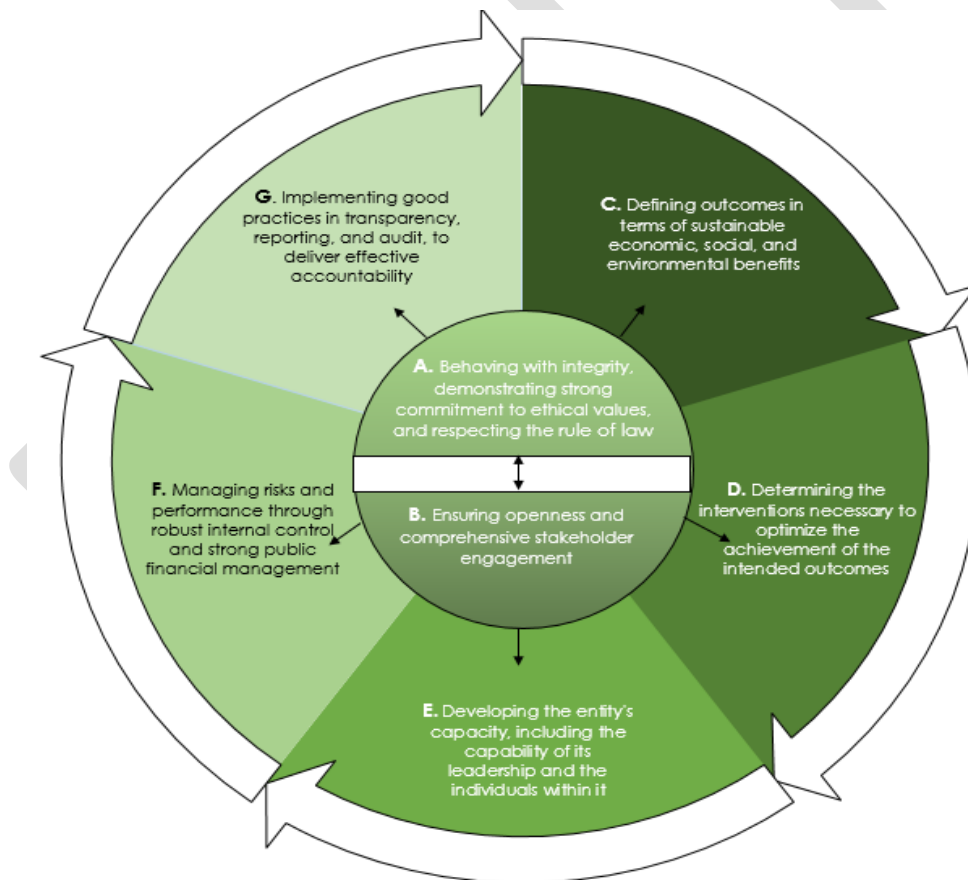 G. Implementing good
practices in transparency,
reporting, and audit, to
deliver effective
accountability
C. Defining outcomes in
terms of sustainable
economic, social, and
environmental benefits
A. Behaving with integrity,
demonstrating strong
commitment to ethical values,
and respecting the rule of law
F. Managing risks and
performance through
robust internal control
and strong public
financial management
B. Ensuring openness and
comprehensive stakeholder
engagement
D. Determining the
interventions necessary to
optimize the
achievement of the
intended outcomes
E. Developing the entity's
capacity, including the
capability of its
leadership and the
individuals within it